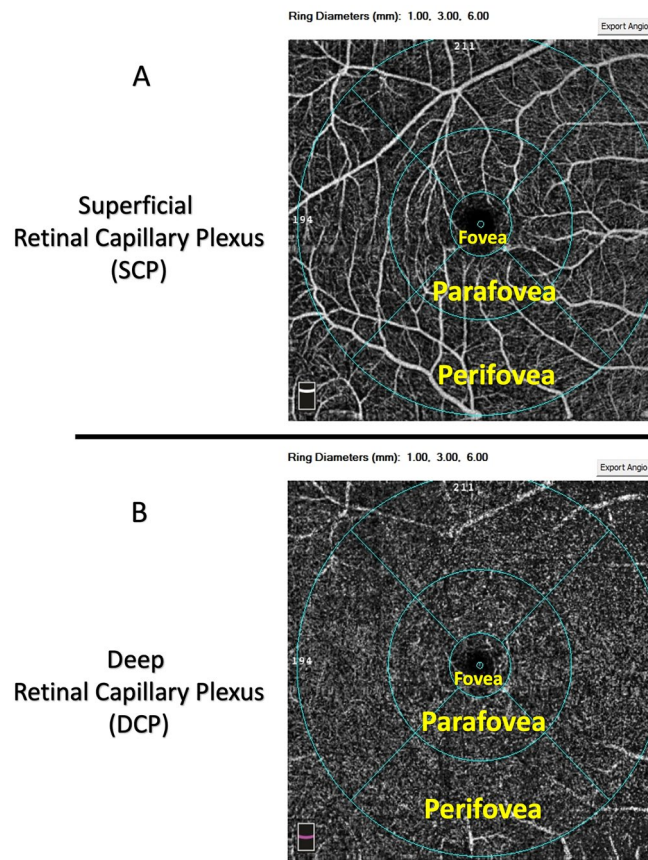 Ring Diameters (mm): 1.00, 3.00, 6.00
Export Angio
A
211
Superficial
Retinal Capillary Plexus
(SCP)
194
Fovea
Parafovea
Perifovea
Ring Diameters (mm): 1.00, 3.00, 6.00
Export Angio
B
211
Deep
Retinal Capillary Plexus
(DCP)
194
Fovea
Parafovea
Perifovea